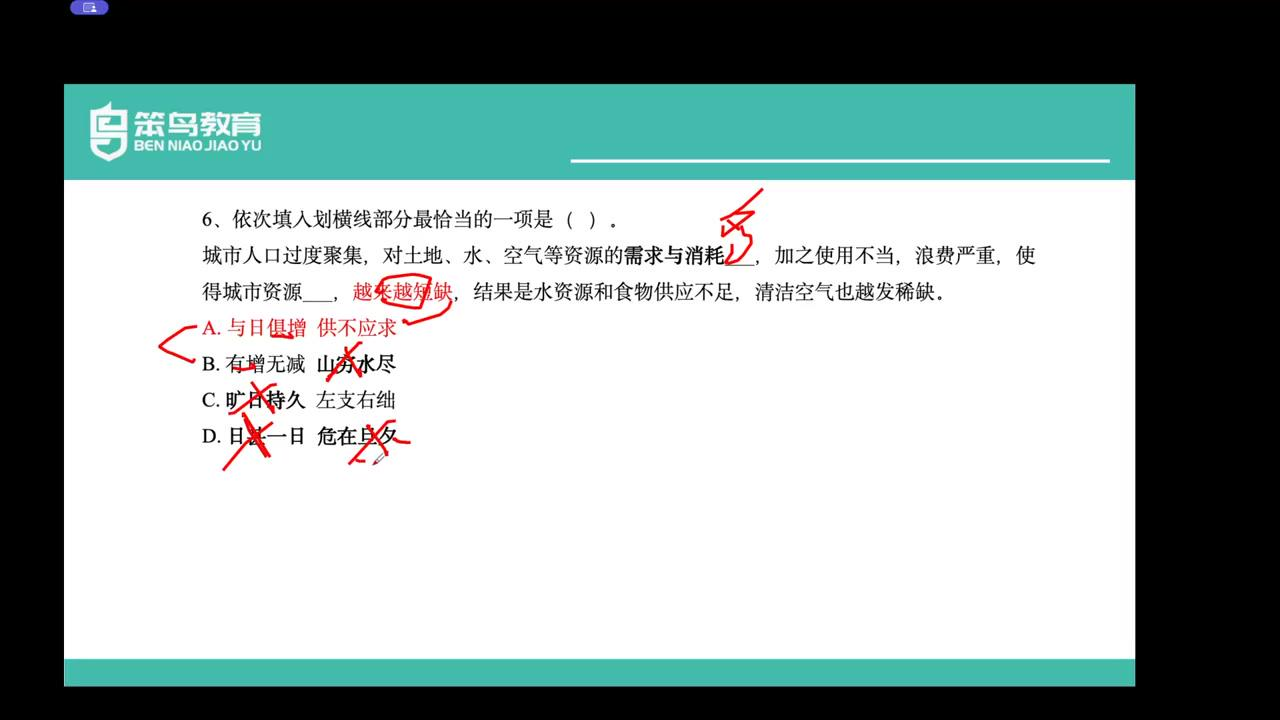 笨鸟教育
BEN NIAO JIAO YU
6、依次填入划横线部分最恰当的一项是（ ）。
城市人口过度聚集，对土地、水、空气等资源的需求与消耗___，加之使用不当，浪费严重，使
得城市资源___，越来越短缺，结果是水资源和食物供应不足，清洁空气也越发稀缺。
A. 与日俱增 供不应求
B. 有增无减 山穷水尽
C. 旷日持久 左支右绌
D. 日甚一日 危在旦夕